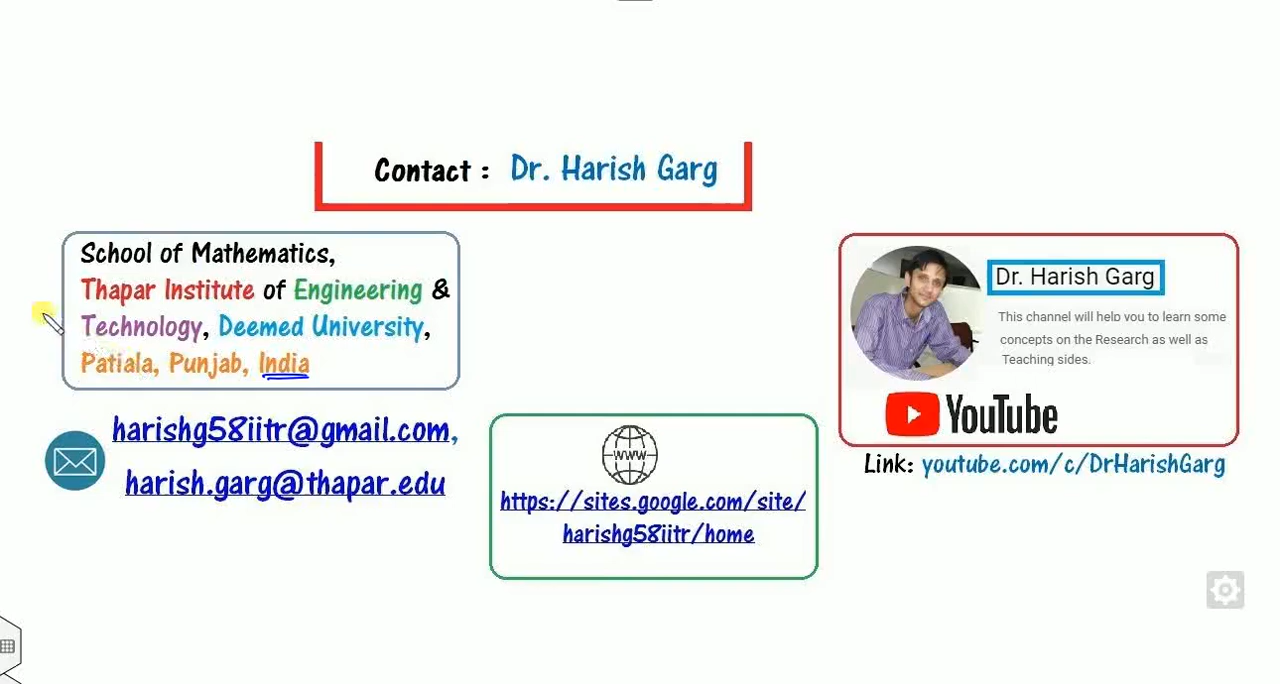 Contact : Dr. Harish Garg
School of Mathematics,
Thapar Institute of Engineering &
Technology, Deemed University,
Patiala, Punjab, India
harishg58iitr@gmail.com,
harish.garg@thapar.edu
WWW
https://sites.google.com/site/
harishg58iitr/home
Dr. Harish Garg
This channel will help you to learn some
concepts on the Research as well as
Teaching sides.
YouTube
Link: youtube.com/c/DrHarishGarg